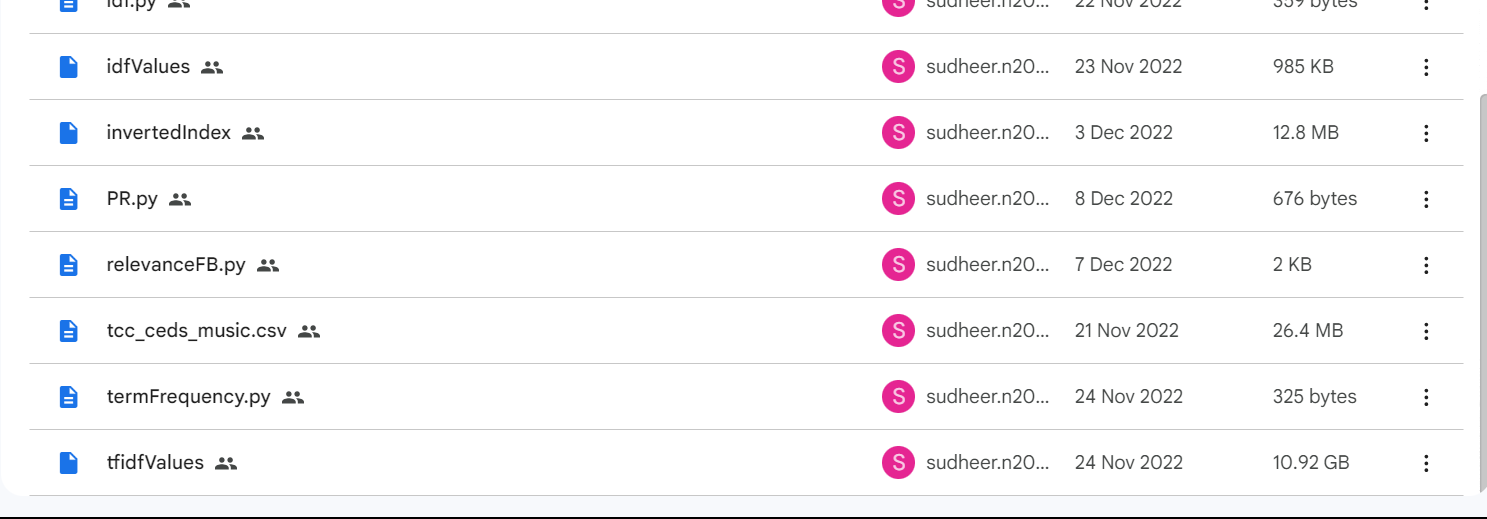 idf.py sudheer.n20... 22 Nov 2022 359 bytes
idfValues S sudheer.n20... 23 Nov 2022 985 KB
invertedIndex S sudheer.n20... 3 Dec 2022 12.8 MB
PR.py S sudheer.n20... 8 Dec 2022 676 bytes
relevanceFB.py S sudheer.n20... 7 Dec 2022 2 KB
tcc_ceds_music.csv S sudheer.n20... 21 Nov 2022 26.4 MB
termFrequency.py S sudheer.n20... 24 Nov 2022 325 bytes
tfidfValues S sudheer.n20... 24 Nov 2022 10.92 GB